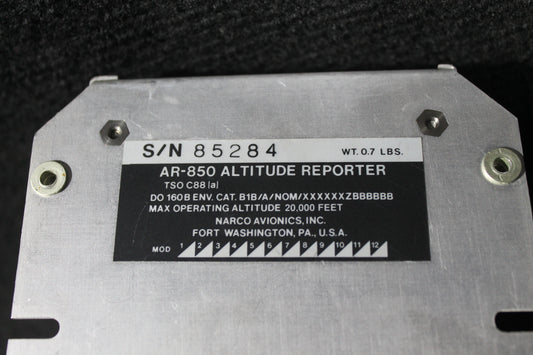 S/N 85284 WT. 0.7 LBS.
AR-850 ALTITUDE REPORTER
TSO C88 (a)
DO 160B ENV. CAT. B1B/A/NOM/XXXXXXZBBBBBB
MAX OPERATING ALTITUDE 20,000 FEET
NARCO AVIONICS, INC.
FORT WASHINGTON, PA., U.S.A.
MOD 1 2 3 4 5 6 7 8 9 10 11 12